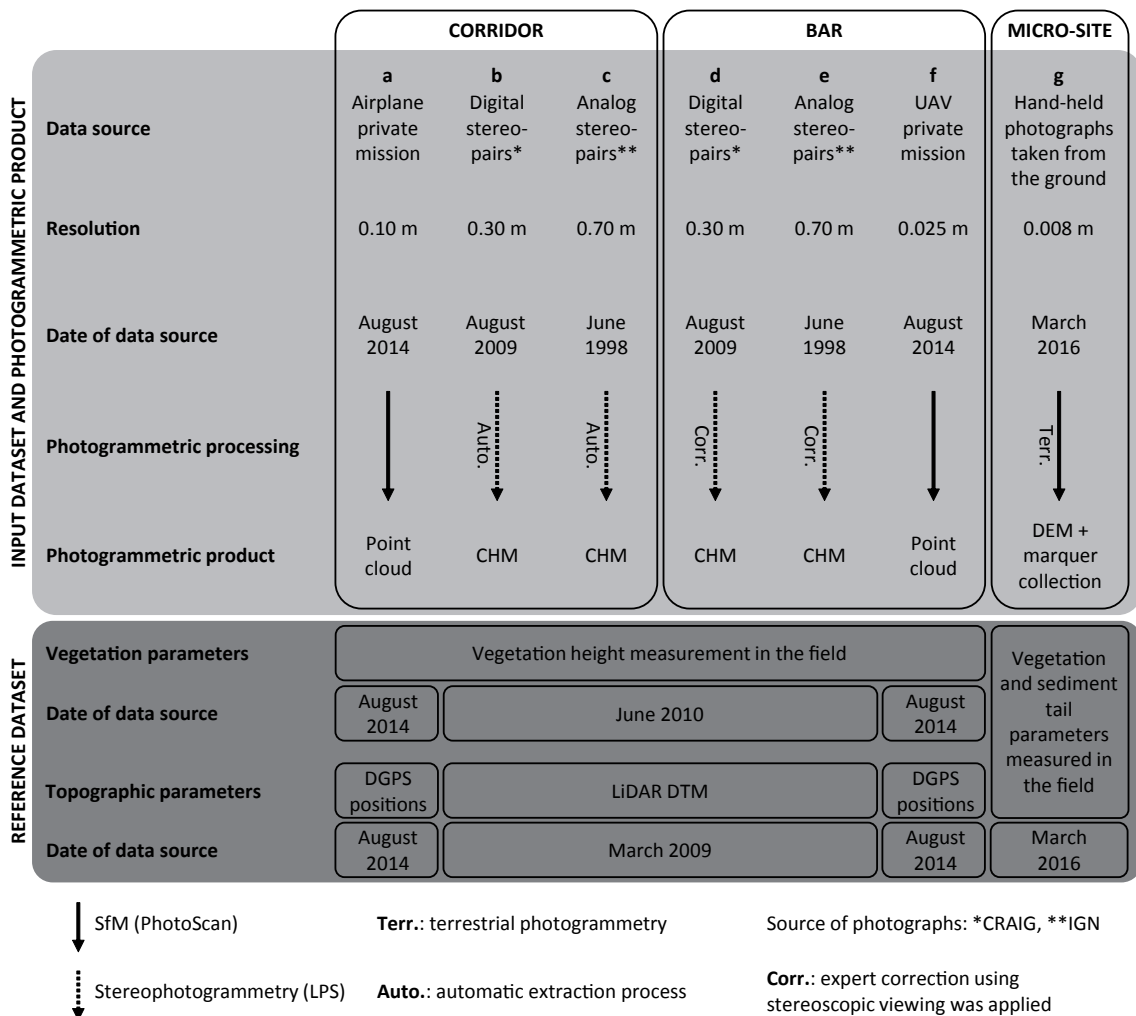 CORRIDOR BAR MICRO-SITE
INPUT DATASET AND PHOTOGRAMMETRIC PRODUCT
a b c d e f g
Data source
Airplane
private
mission
Digital
stereo-
pairs*
Analog
stereo-
pairs**
Digital
stereo-
pairs*
Analog
stereo-
pairs**
UAV
private
mission
Hand-held
photographs
taken from
the ground
Resolution 0.10 m 0.30 m 0.70 m 0.30 m 0.70 m 0.025 m 0.008 m
Date of data source
August
2014
August
2009
June
1998
August
2009
June
1998
August
2014
March
2016
Photogrammetric processing
Auto.
Auto.
Corr.
Corr.
Terr.
Photogrammetric product
Point
cloud
CHM
CHM
CHM
CHM
Point
cloud
DEM +
marquer
collection
REFERENCE DATASET
Vegetation parameters
Vegetation height measurement in the field
Vegetation
and sediment
tail
parameters
measured in
the field
Date of data source
August
2014
June 2010
August
2014
Topographic parameters
DGPS
positions
LiDAR DTM
DGPS
positions
Date of data source
August
2014
March 2009
August
2014
March
2016
SfM (PhotoScan)
Terr.: terrestrial photogrammetry
Source of photographs: *CRAIG, **IGN
Stereophotogrammetry (LPS)
Auto.: automatic extraction process
Corr.: expert correction using
stereoscopic viewing was applied